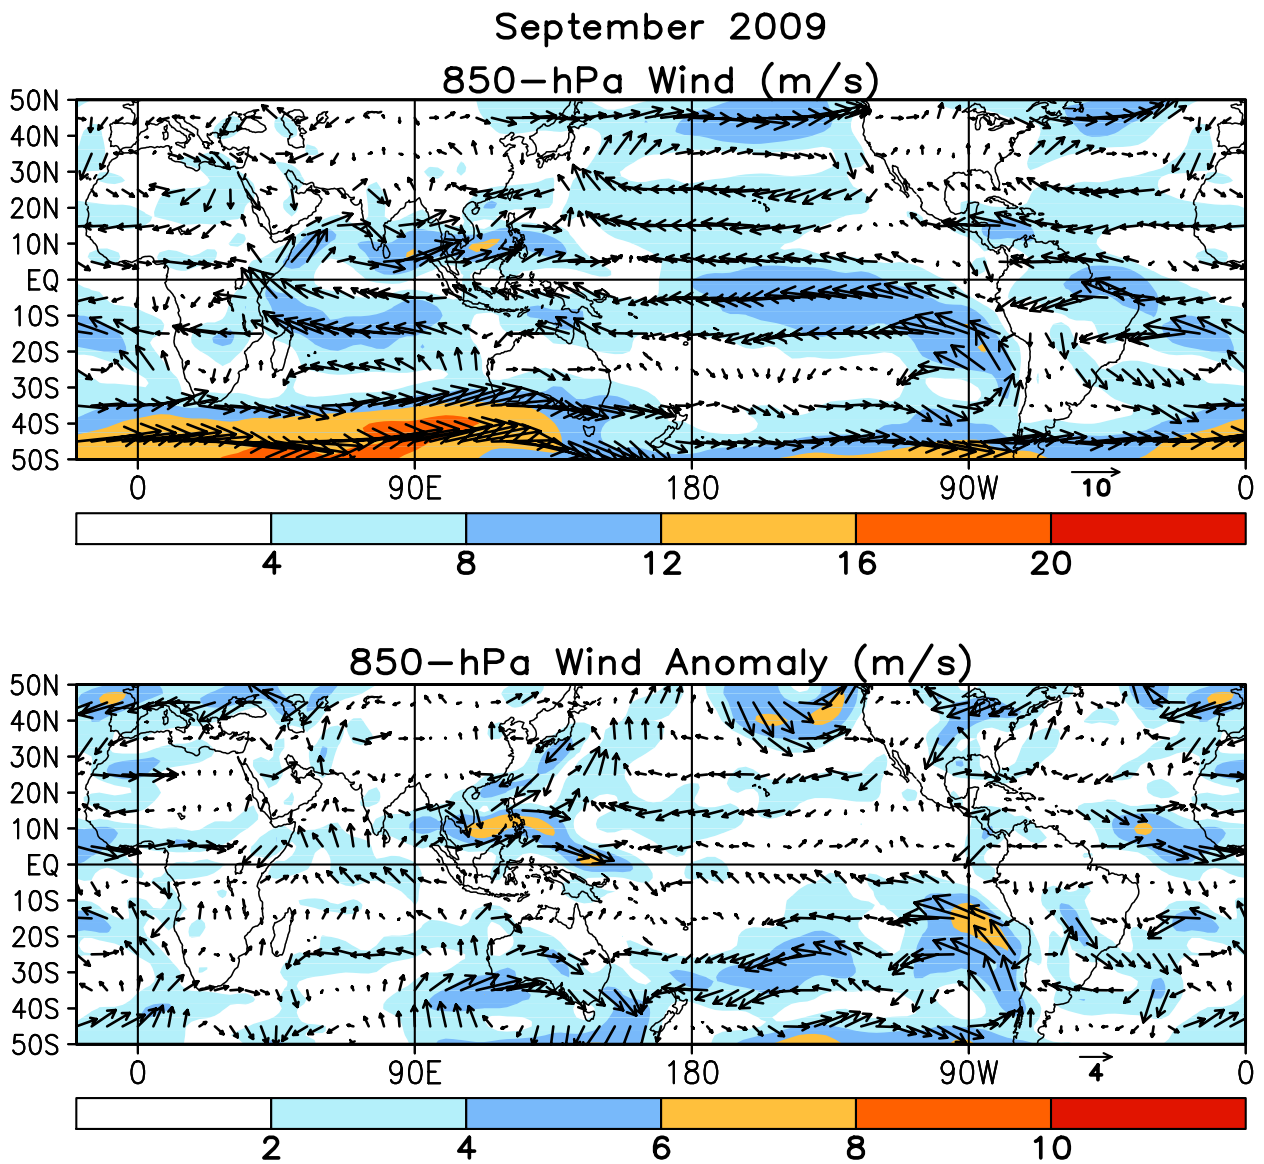 September 2009
850-hPa Wind (m/s)
50N
40N
30N
20N
10N
EQ
10S
20S
30S
40S
50S
0 90E 180 90W 0
10
4 8 12 16 20
850-hPa Wind Anomaly (m/s)
50N
40N
30N
20N
10N
EQ
10S
20S
30S
40S
50S
0 90E 180 90W 0
4
2 4 6 8 10